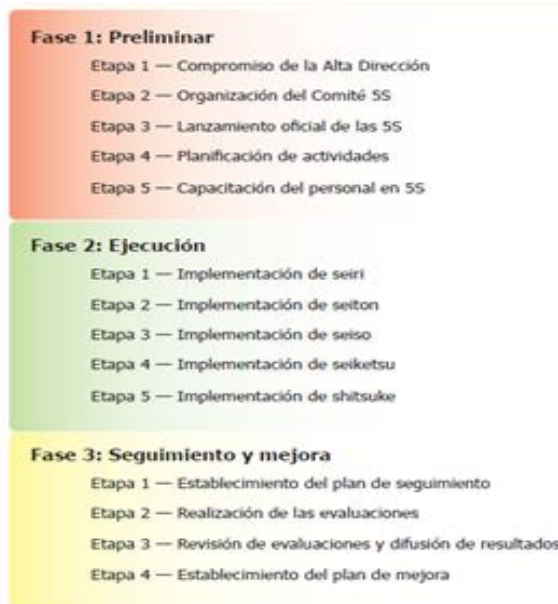 Fase 1: Preliminar
Etapa 1 — Compromiso de la Alta Dirección
Etapa 2 — Organización del Comité 5S
Etapa 3 — Lanzamiento oficial de las 5S
Etapa 4 — Planificación de actividades
Etapa 5 — Capacitación del personal en 5S
Fase 2: Ejecución
Etapa 1 — Implementación de seiri
Etapa 2 — Implementación de seiton
Etapa 3 — Implementación de seiso
Etapa 4 — Implementación de seiketsu
Etapa 5 — Implementación de shitsuke
Fase 3: Seguimiento y mejora
Etapa 1 — Establecimiento del plan de seguimiento
Etapa 2 — Realización de las evaluaciones
Etapa 3 — Revisión de evaluaciones y difusión de resultados
Etapa 4 — Establecimiento del plan de mejora